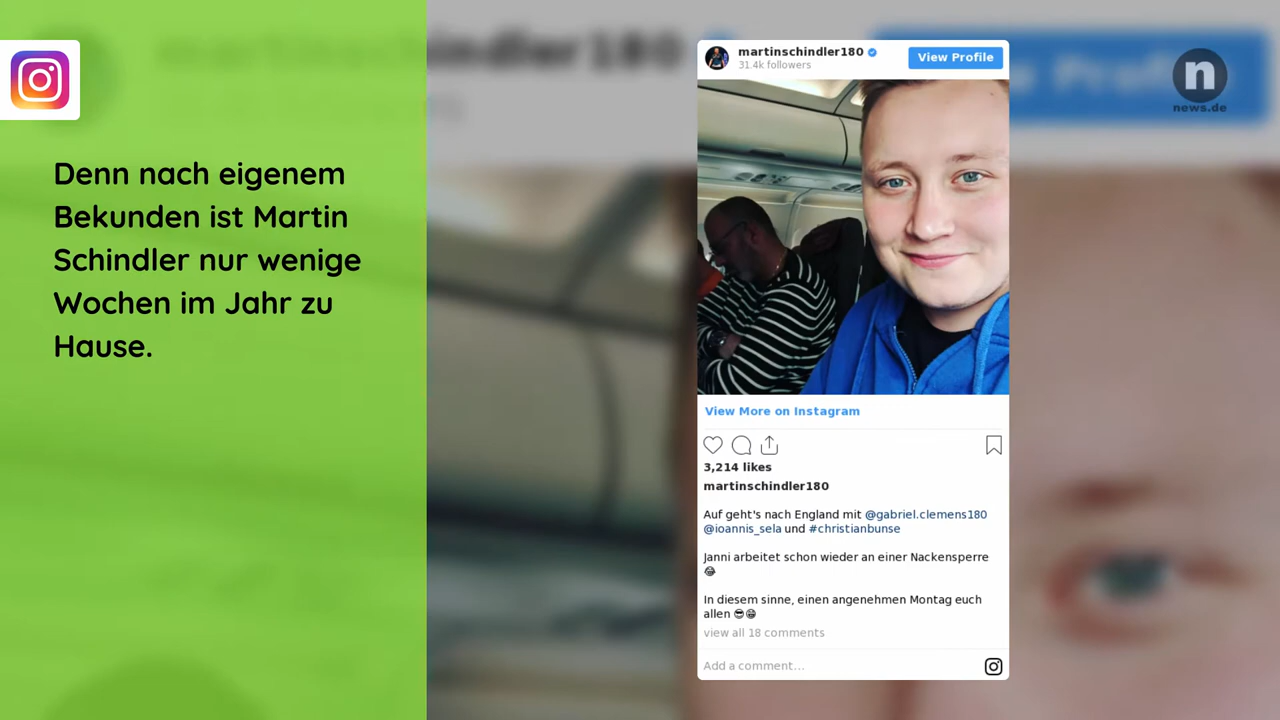 Denn nach eigenem
Bekunden ist Martin
Schindler nur wenige
Wochen im Jahr zu
Hause.
martinschindler180
31.4k followers
View Profile
n
news.de
View More on Instagram
3,214 likes
martinschindler180
Auf geht's nach England mit @gabriel.clemens180
@ioannis_sela und #christianbunse
Janni arbeitet schon wieder an einer Nackensperre
😂
In diesem sinne, einen angenehmen Montag euch
allen 😎😁
view all 18 comments
Add a comment...